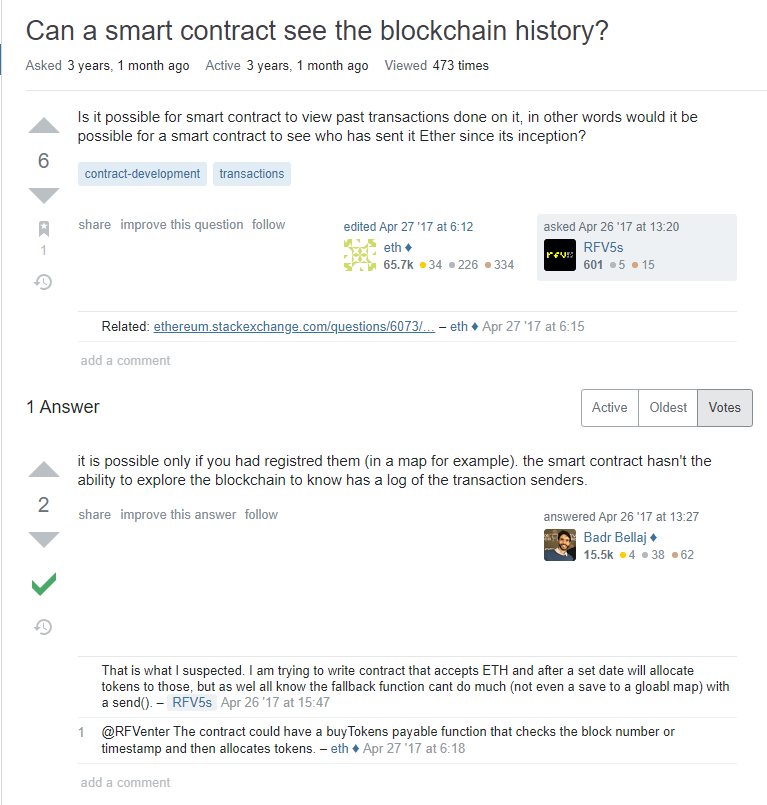 Can a smart contract see the blockchain history?
Asked 3 years, 1 month ago Active 3 years, 1 month ago Viewed 473 times
Is it possible for smart contract to view past transactions done on it, in other words would it be
possible for a smart contract to see who has sent it Ether since its inception?
6
contract-development transactions
share improve this question follow
1
edited Apr 27 '17 at 6:12
eth ♦
65.7k ●34 ●226 ●334
asked Apr 26 '17 at 13:20
RFV5s
601 ●5 ●15
Related: ethereum.stackexchange.com/questions/6073/… – eth ♦ Apr 27 '17 at 6:15
add a comment
1 Answer
Active Oldest Votes
it is possible only if you had registred them (in a map for example). the smart contract hasn't the
ability to explore the blockchain to know has a log of the transaction senders.
2
share improve this answer follow
answered Apr 26 '17 at 13:27
Badr Bellaj ♦
15.5k ●4 ●38 ●62
That is what I suspected. I am trying to write contract that accepts ETH and after a set date will allocate
tokens to those, but as wel all know the fallback function cant do much (not even a save to a gloabl map) with
a send(). – RFV5s Apr 26 '17 at 15:47
1 @RFVenter The contract could have a buyTokens payable function that checks the block number or
timestamp and then allocates tokens. – eth ♦ Apr 27 '17 at 6:18
add a comment